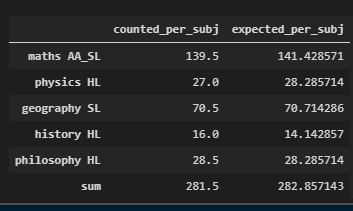 counted_per_subj expected_per_subj
maths AA_SL 139.5 141.428571
physics HL 27.0 28.285714
geography SL 70.5 70.714286
history HL 16.0 14.142857
philosophy HL 28.5 28.285714
sum 281.5 282.857143